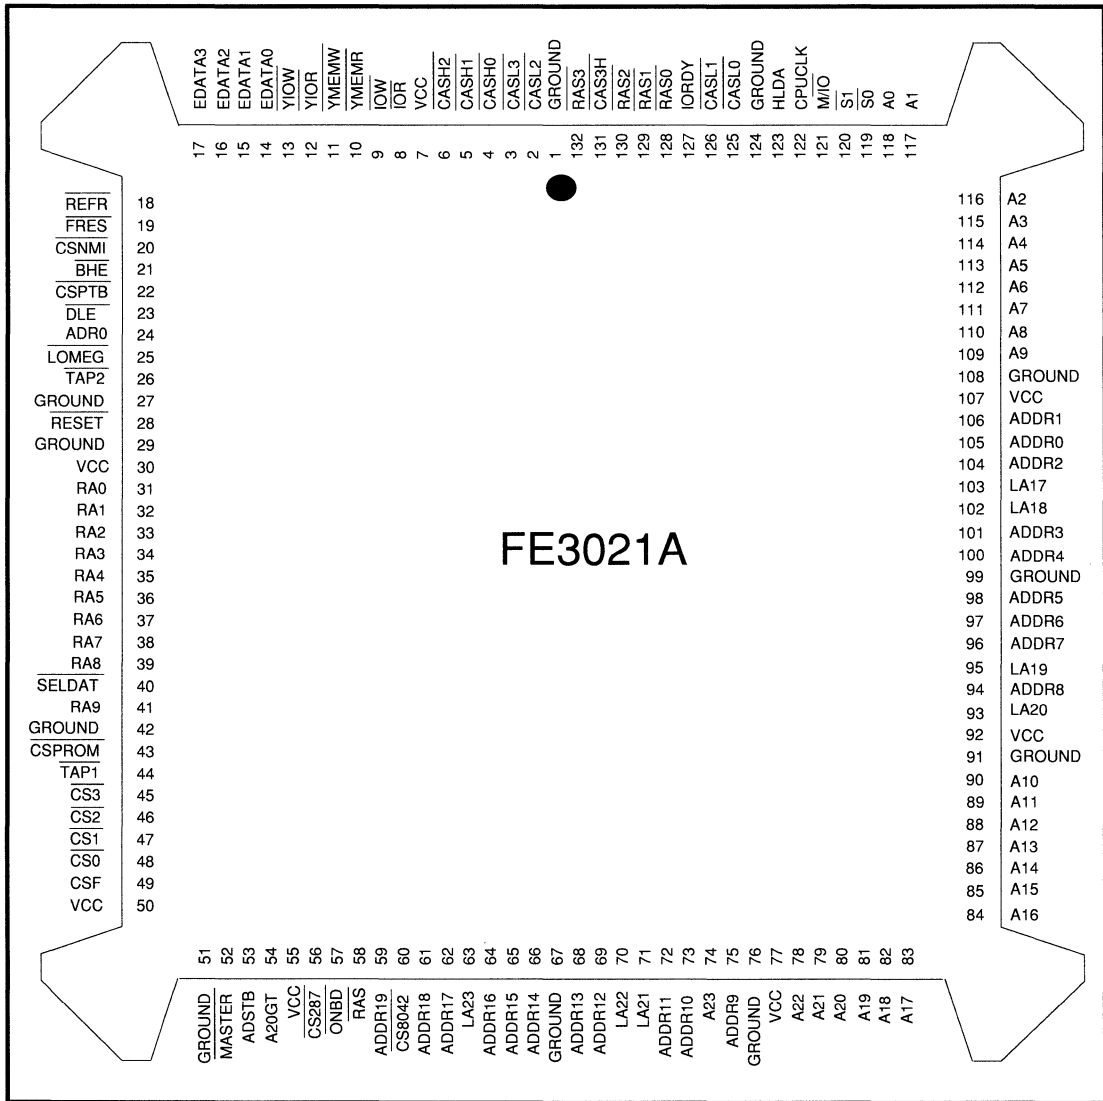 EDATA3 17
EDATA2 16
EDATA1 15
EDATA0 14
YIOW 13
YIOR 12
YMEMW 11
YMEMR 10
IOW 9
IOR 8
VCC 7
CASH2 6
CASH1 5
CASH0 4
CASL3 3
CASL2 2
GROUND 1
RAS3 132
CAS3H 131
RAS2 130
RAS1 129
RAS0 128
IORDY 127
CASL1 126
CASL0 125
GROUND 124
HLDA 123
CPUCLK 122
M/IO 121
S1 120
S0 119
A0 118
A1 117
REFR 18
FRES 19
CSNMI 20
BHE 21
CSPTB 22
DLE 23
ADR0 24
LOMEG 25
TAP2 26
GROUND 27
RESET 28
GROUND 29
VCC 30
RA0 31
RA1 32
RA2 33
RA3 34
RA4 35
RA5 36
RA6 37
RA7 38
RA8 39
SELDAT 40
RA9 41
GROUND 42
CSPROM 43
TAP1 44
CS3 45
CS2 46
CS1 47
CS0 48
CSF 49
VCC 50
FE3021A
116 A2
115 A3
114 A4
113 A5
112 A6
111 A7
110 A8
109 A9
108 GROUND
107 VCC
106 ADDR1
105 ADDR0
104 ADDR2
103 LA17
102 LA18
101 ADDR3
100 ADDR4
99 GROUND
98 ADDR5
97 ADDR6
96 ADDR7
95 LA19
94 ADDR8
93 LA20
92 VCC
91 GROUND
90 A10
89 A11
88 A12
87 A13
86 A14
85 A15
84 A16
51 GROUND
52 MASTER
53 ADSTB
54 A20GT
55 VCC
56 CS287
57 ONBD
58 RAS
59 ADDR19
60 CS8042
61 ADDR18
62 ADDR17
63 LA23
64 ADDR16
65 ADDR15
66 ADDR14
67 GROUND
68 ADDR13
69 ADDR12
70 LA22
71 LA21
72 ADDR11
73 ADDR10
74 A23
75 ADDR9
76 GROUND
77 VCC
78 A22
79 A21
80 A20
81 A19
82 A18
83 A17